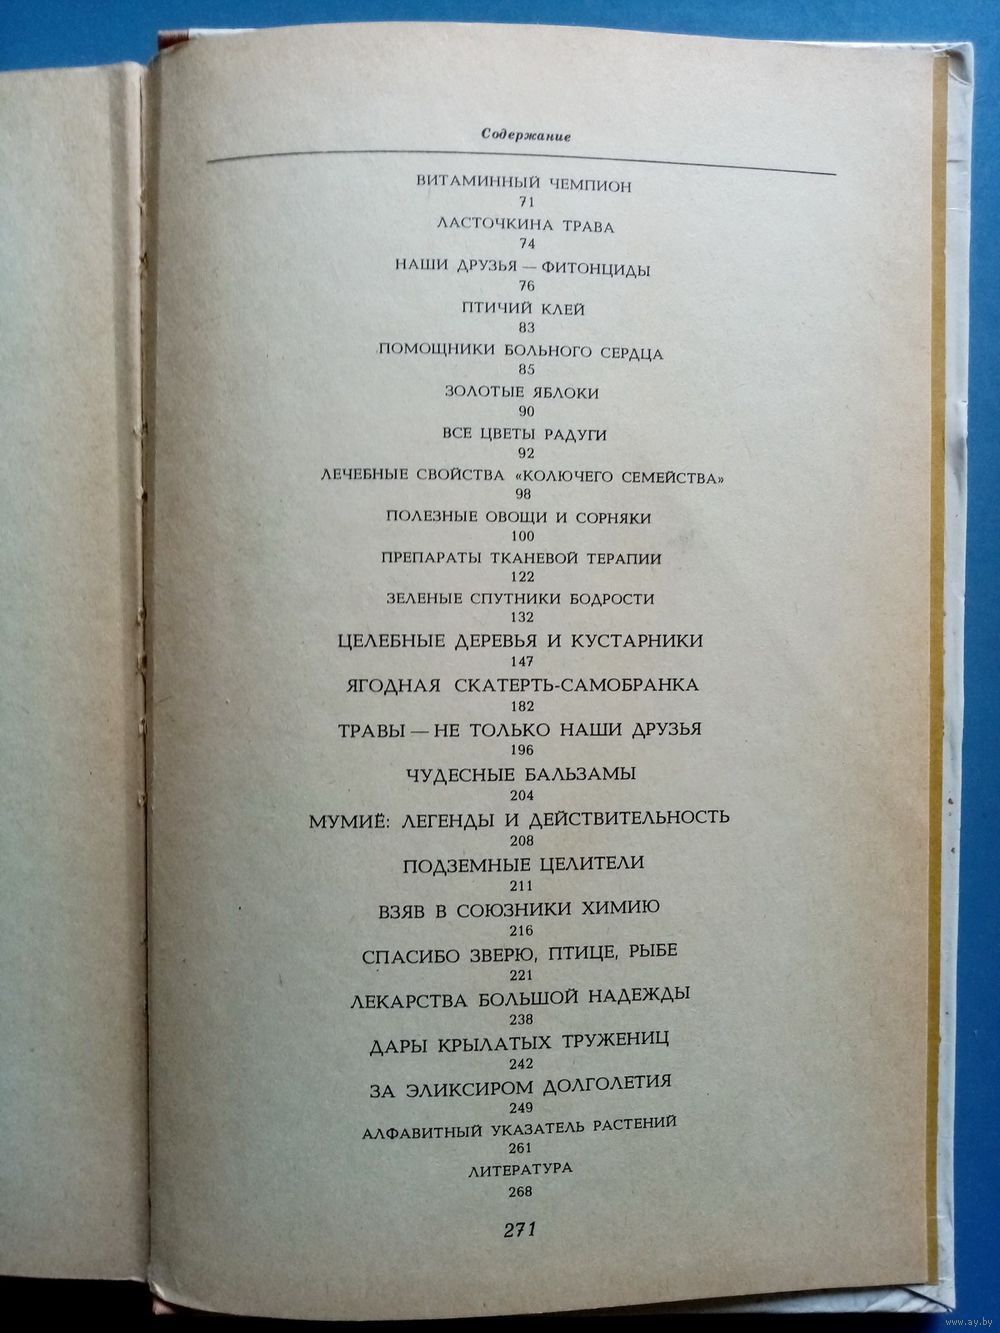 Содержание
ВИТАМИННЫЙ ЧЕМПИОН
71
ЛАСТОЧКИНА ТРАВА
74
НАШИ ДРУЗЬЯ — ФИТОНЦИДЫ
76
ПТИЧИЙ КЛЕЙ
83
ПОМОЩНИКИ БОЛЬНОГО СЕРДЦА
85
ЗОЛОТЫЕ ЯБЛОКИ
90
ВСЕ ЦВЕТЫ РАДУГИ
92
ЛЕЧЕБНЫЕ СВОЙСТВА «КОЛЮЧЕГО СЕМЕЙСТВА»
98
ПОЛЕЗНЫЕ ОВОЩИ И СОРНЯКИ
100
ПРЕПАРАТЫ ТКАНЕВОЙ ТЕРАПИИ
122
ЗЕЛЕНЫЕ СПУТНИКИ БОДРОСТИ
132
ЦЕЛЕБНЫЕ ДЕРЕВЬЯ И КУСТАРНИКИ
147
ЯГОДНАЯ СКАТЕРТЬ-САМОБРАНКА
182
ТРАВЫ — НЕ ТОЛЬКО НАШИ ДРУЗЬЯ
196
ЧУДЕСНЫЕ БАЛЬЗАМЫ
204
МУМИЁ: ЛЕГЕНДЫ И ДЕЙСТВИТЕЛЬНОСТЬ
208
ПОДЗЕМНЫЕ ЦЕЛИТЕЛИ
211
ВЗЯВ В СОЮЗНИКИ ХИМИЮ
216
СПАСИБО ЗВЕРЮ, ПТИЦЕ, РЫБЕ
221
ЛЕКАРСТВА БОЛЬШОЙ НАДЕЖДЫ
238
ДАРЫ КРЫЛАТЫХ ТРУЖЕНИЦ
242
ЗА ЭЛИКСИРОМ ДОЛГОЛЕТИЯ
249
АЛФАВИТНЫЙ УКАЗАТЕЛЬ РАСТЕНИЙ
261
ЛИТЕРАТУРА
268
271
www.ay.by